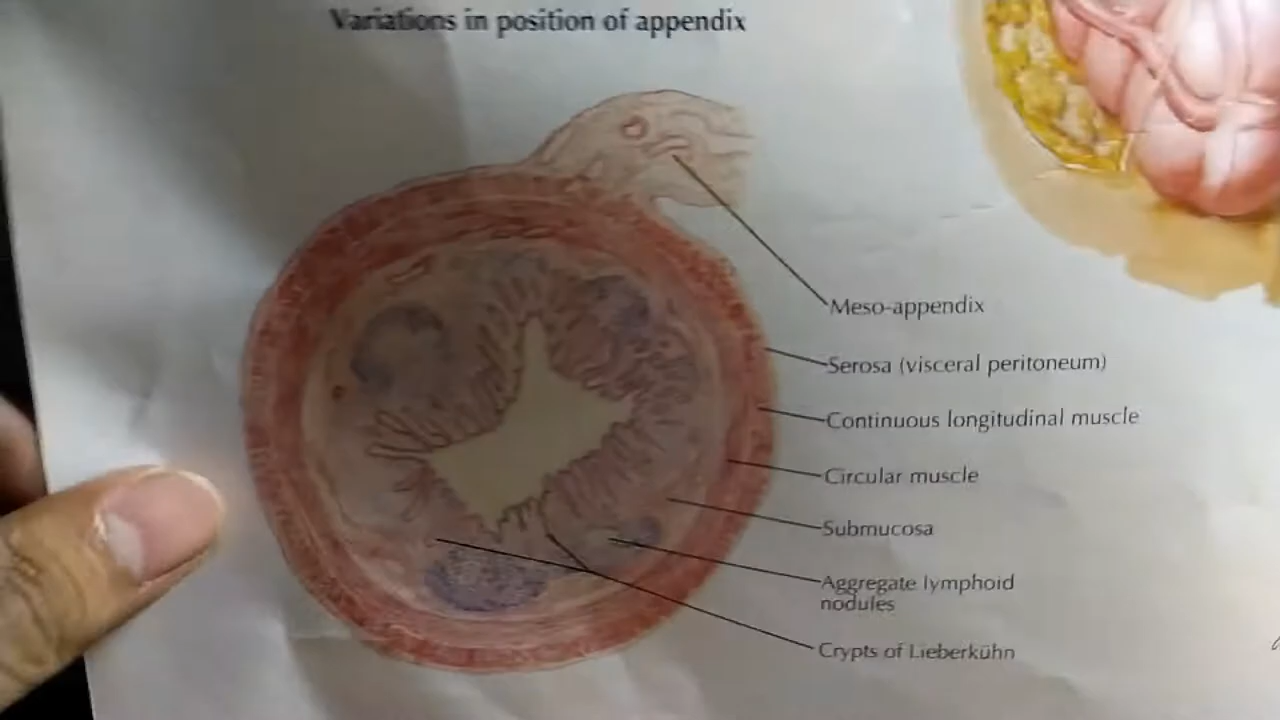 Variations in position of appendix
Meso-appendix
Serosa (visceral peritoneum)
Continuous longitudinal muscle
Circular muscle
Submucosa
Aggregate lymphoid
nodules
Crypts of Lieberkühn